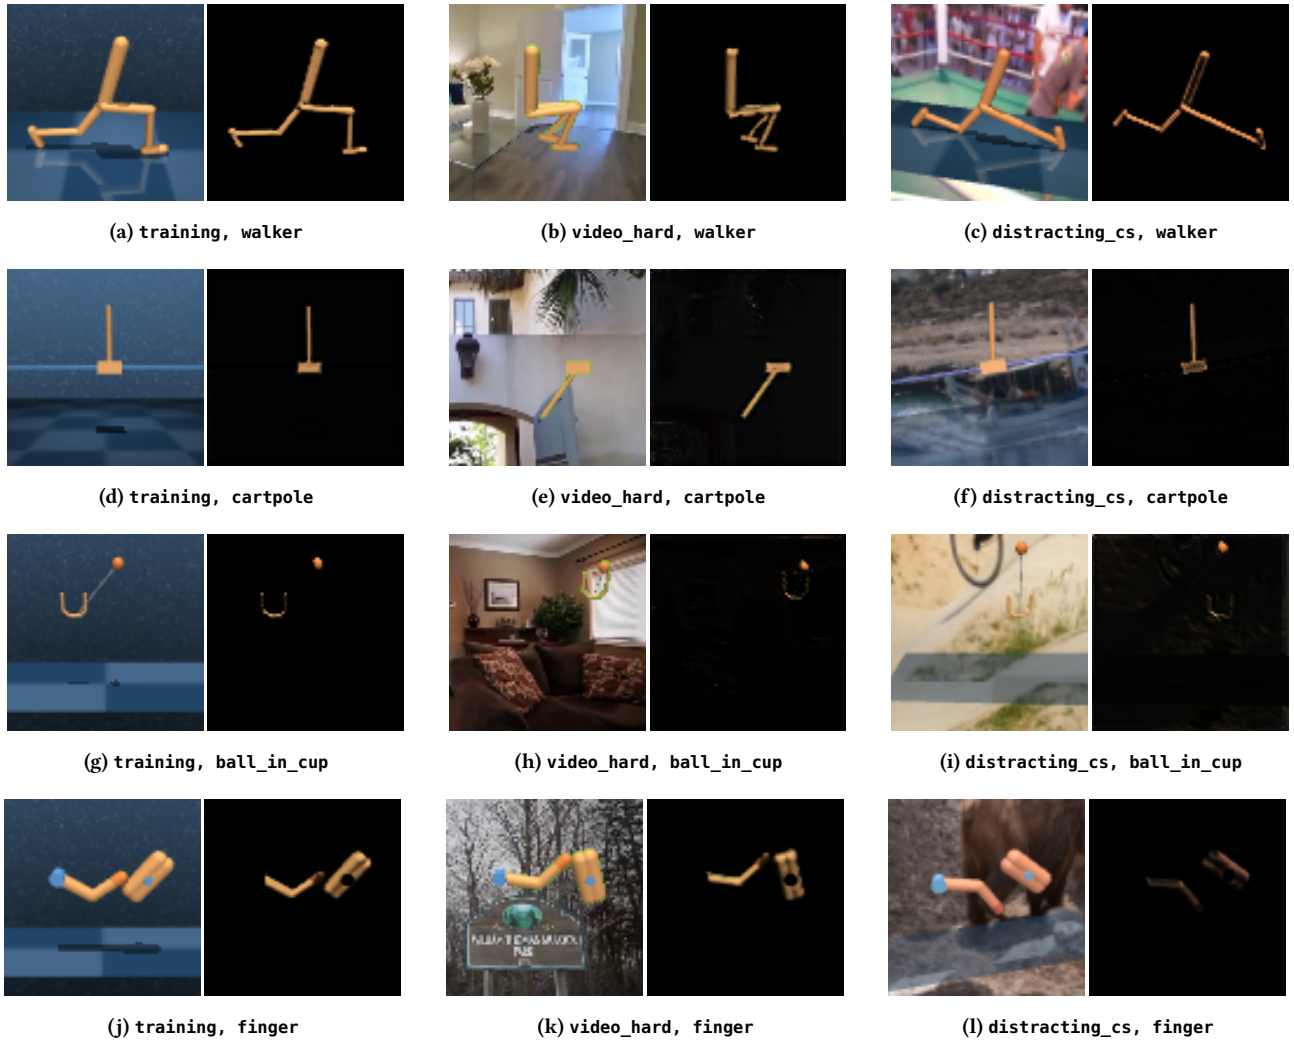 (a) training, walker
(b) video_hard, walker
(c) distracting_cs, walker
(d) training, cartpole
(e) video_hard, cartpole
(f) distracting_cs, cartpole
(g) training, ball_in_cup
(h) video_hard, ball_in_cup
(i) distracting_cs, ball_in_cup
(j) training, finger
(k) video_hard, finger
(l) distracting_cs, finger